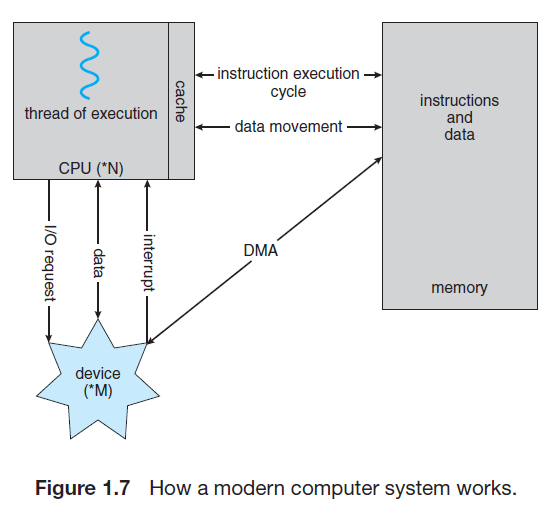 thread of execution
cache
CPU (*N)
instruction execution
cycle
data movement
instructions
and
data
memory
I/O request
data
interrupt
DMA
device
(*M)
Figure 1.7 How a modern computer system works.